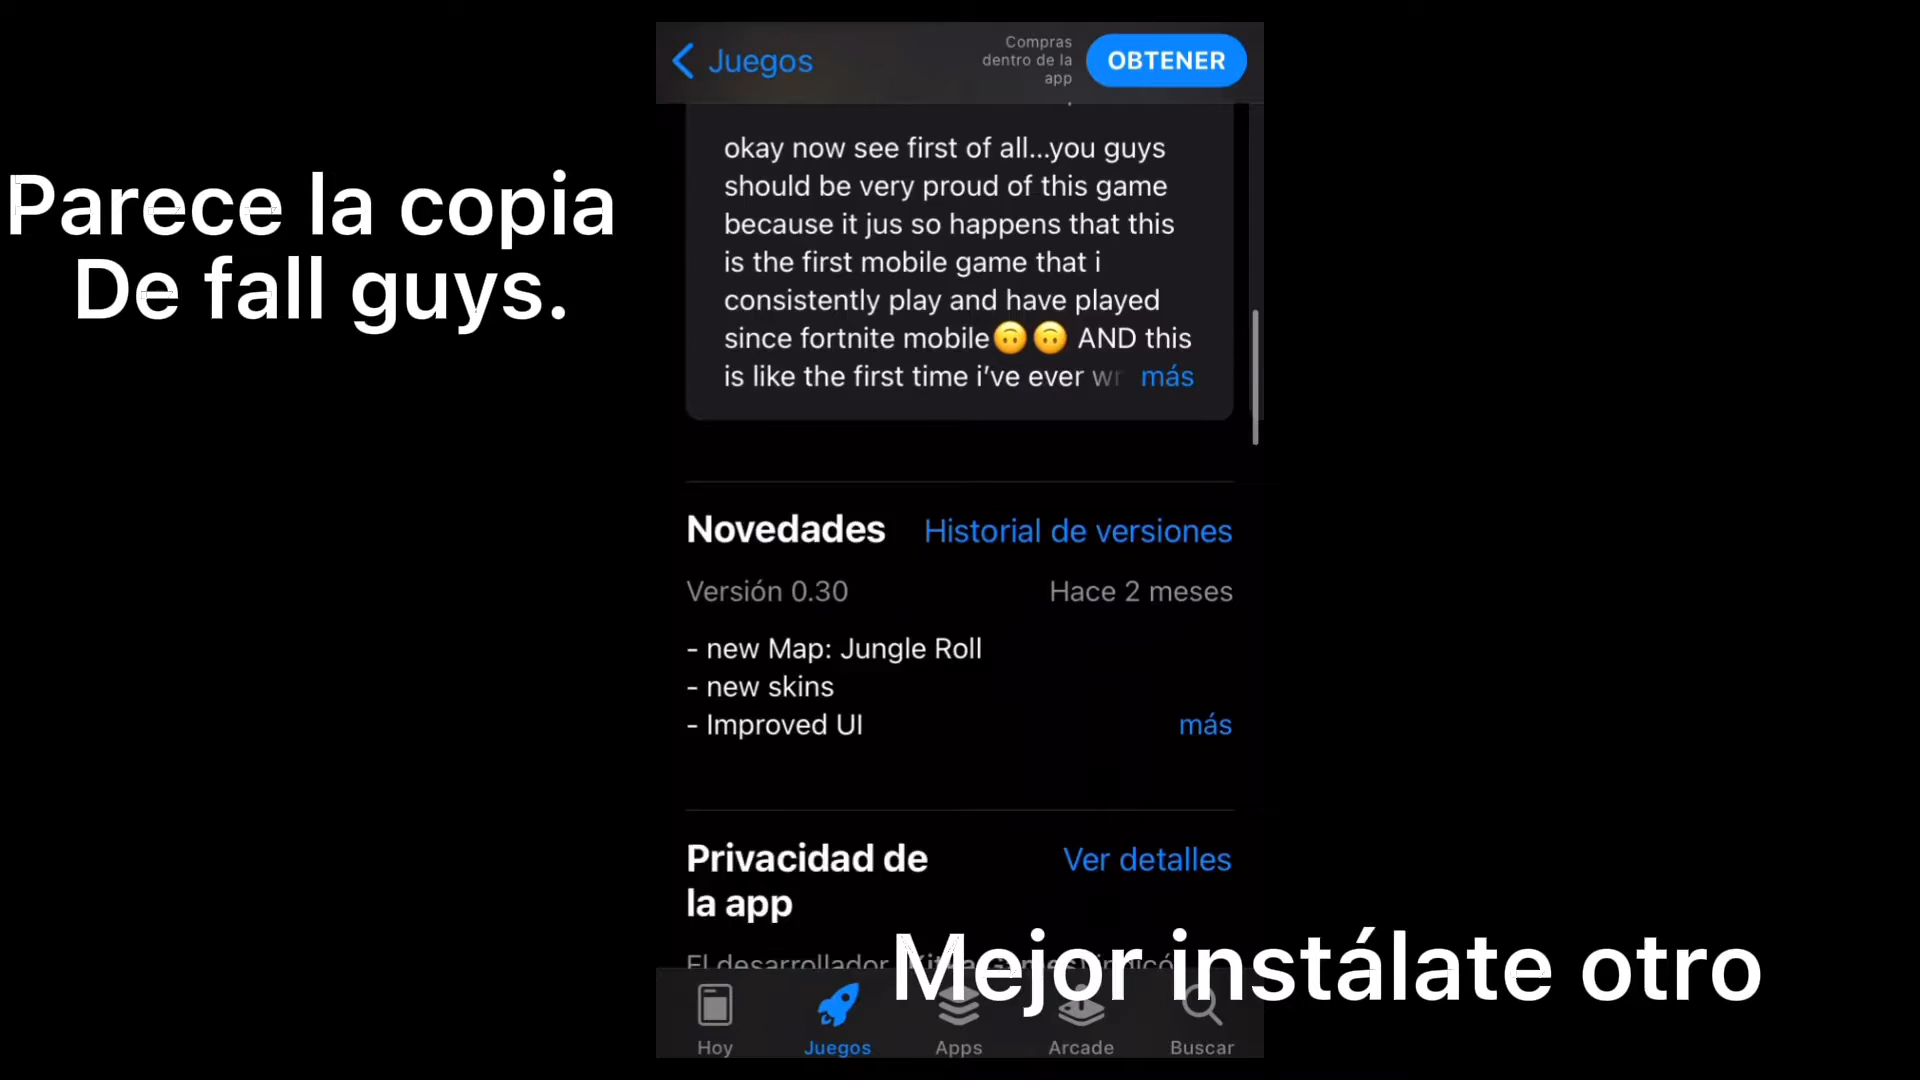 Juegos
Compras
dentro de la
app
OBTENER
Parece la copia
De fall guys.
okay now see first of all...you guys
should be very proud of this game
because it jus so happens that this
is the first mobile game that i
consistently play and have played
since fortnite mobile🙃🙃 AND this
is like the first time i’ve ever wr más
Novedades
Historial de versiones
Versión 0.30
Hace 2 meses
- new Map: Jungle Roll
- new skins
- Improved UI
más
Privacidad de
la app
Ver detalles
El desarrollador
Mejor instálate otro
Hoy
Juegos
Apps
Arcade
Buscar